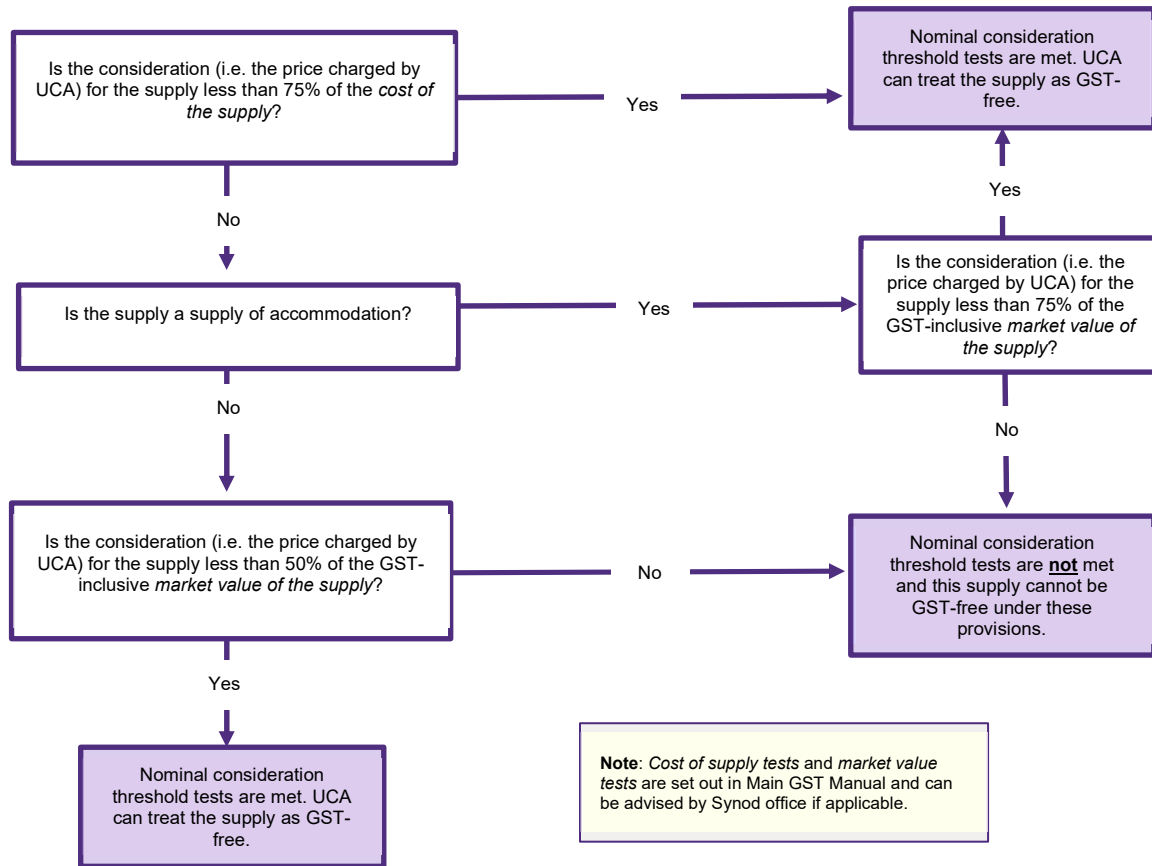 Is the consideration (i.e. the price charged by
UCA) for the supply less than 75% of the cost of
the supply?
Yes
Nominal consideration
threshold tests are met. UCA
can treat the supply as GST-
free.
No
Yes
Is the supply a supply of accommodation?
Yes
Is the consideration (i.e. the
price charged by UCA) for the
supply less than 75% of the
GST-inclusive market value of
the supply?
No
No
Is the consideration (i.e. the price charged by
UCA) for the supply less than 50% of the GST-
inclusive market value of the supply?
No
Nominal consideration
threshold tests are not met
and this supply cannot be
GST-free under these
provisions.
Yes
Nominal consideration
threshold tests are met. UCA
can treat the supply as GST-
free.
Note: Cost of supply tests and market value
tests are set out in Main GST Manual and can
be advised by Synod office if applicable.